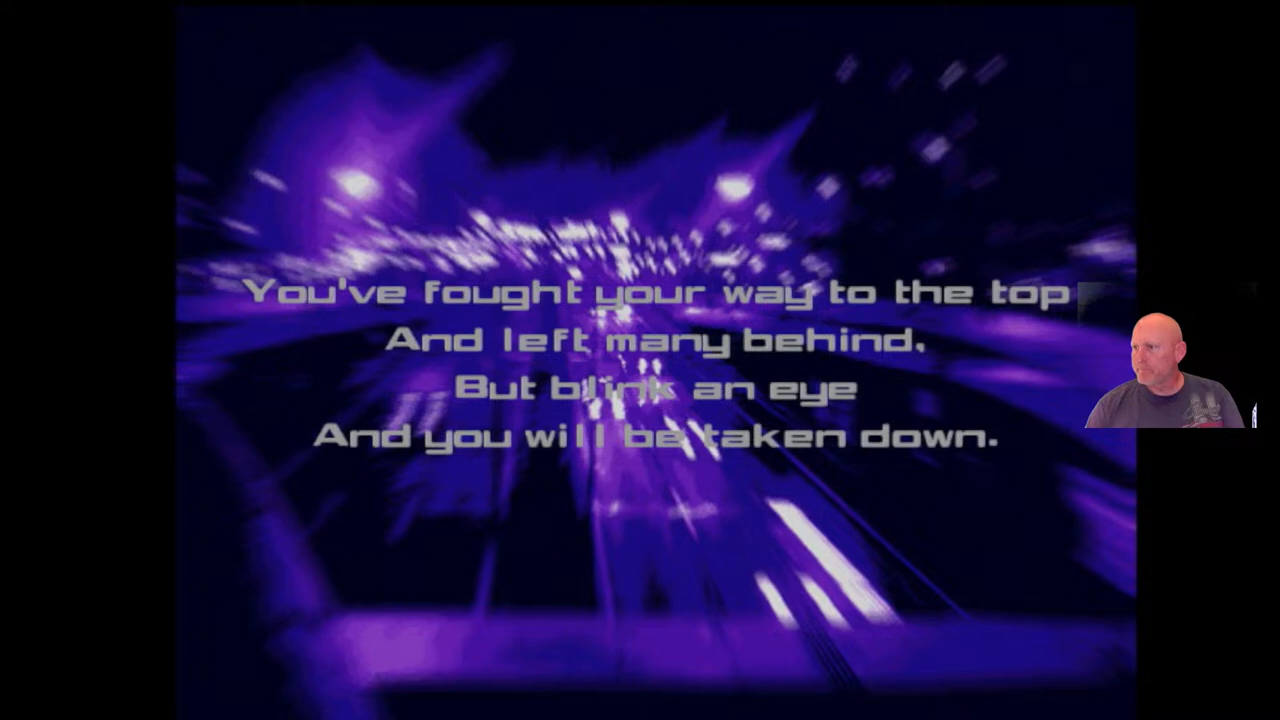 You've fought your way to the top
And left many behind,
But blink an eye
And you will be taken down.